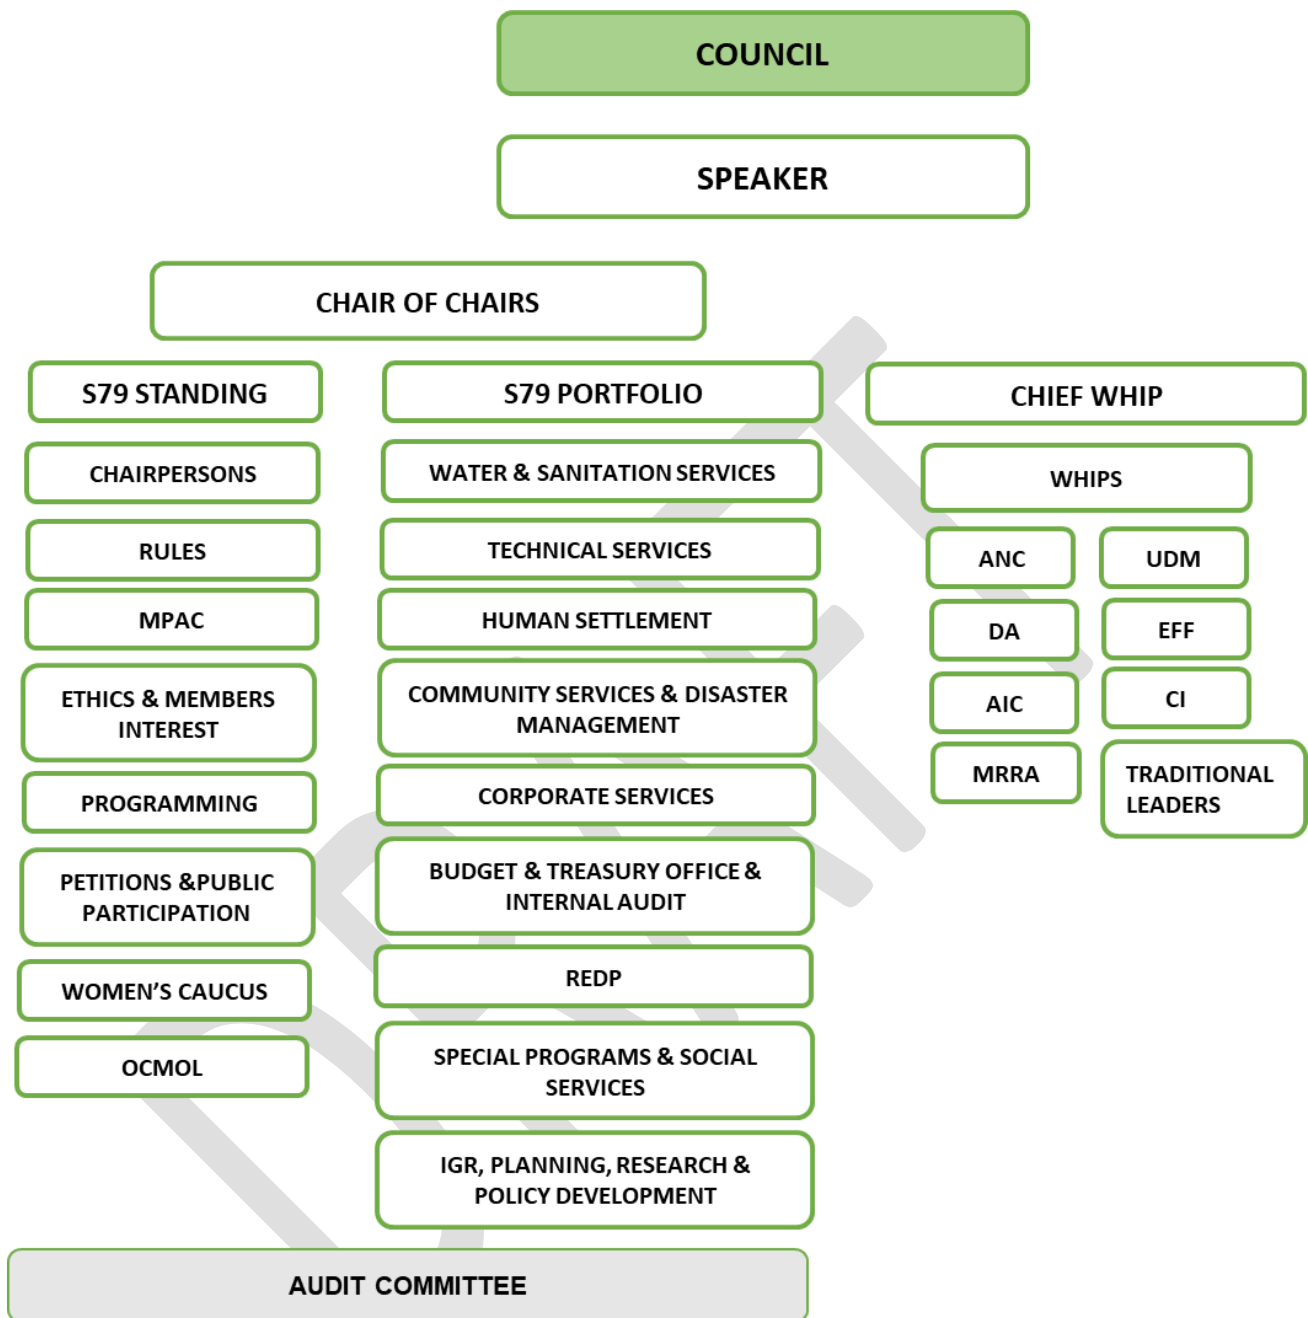 COUNCIL
SPEAKER
CHAIR OF CHAIRS
S79 STANDING
CHAIRPERSONS
RULES
MPAC
ETHICS & MEMBERS
INTEREST
PROGRAMMING
PETITIONS &PUBLIC
PARTICIPATION
WOMEN'S CAUCUS
OCMOL
S79 PORTFOLIO
WATER & SANITATION SERVICES
TECHNICAL SERVICES
HUMAN SETTLEMENT
COMMUNITY SERVICES & DISASTER
MANAGEMENT
CORPORATE SERVICES
BUDGET & TREASURY OFFICE &
INTERNAL AUDIT
REDP
SPECIAL PROGRAMS & SOCIAL
SERVICES
IGR, PLANNING, RESEARCH &
POLICY DEVELOPMENT
CHIEF WHIP
WHIPS
ANC
UDM
DA
EFF
AIC
CI
MRRA
TRADITIONAL
LEADERS
AUDIT COMMITTEE
DRAFT